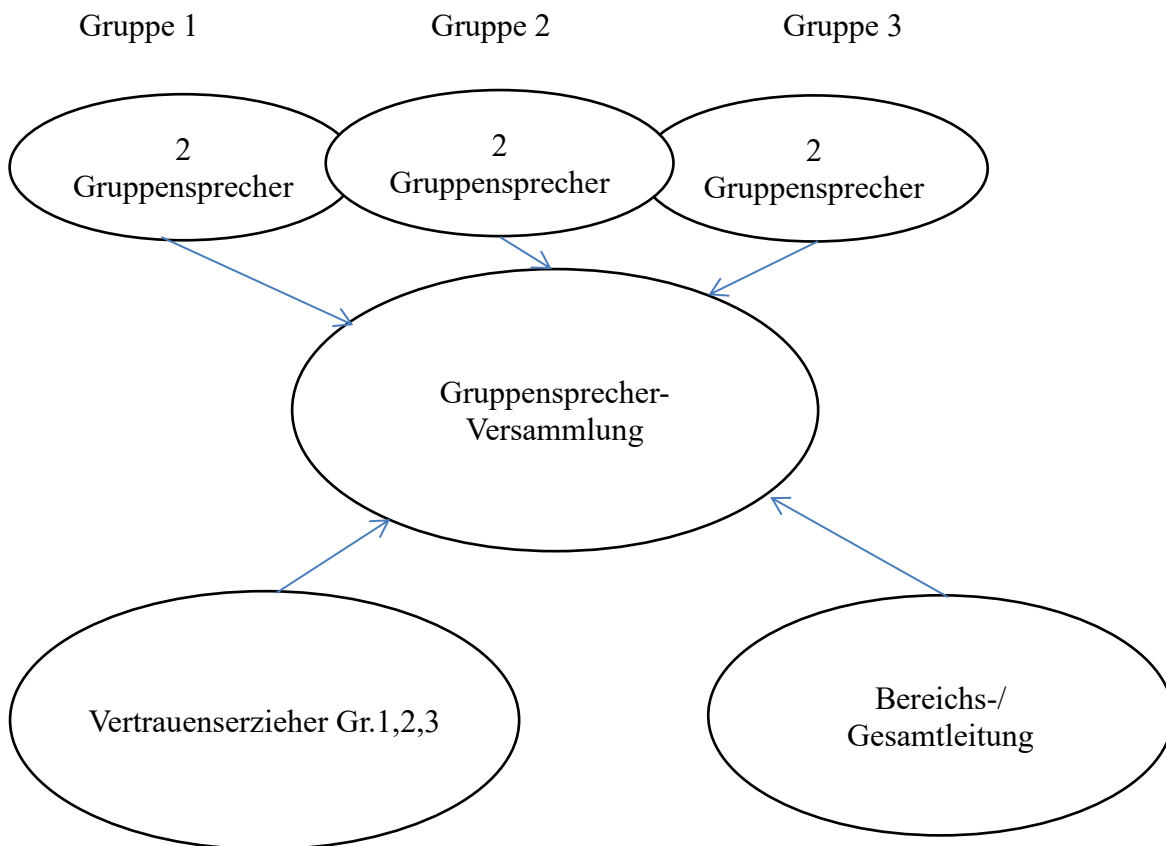 Gruppe 1
Gruppe 2
Gruppe 3
2
Gruppensprecher
2
Gruppensprecher
2
Gruppensprecher
Gruppensprecher-
Versammlung
Vertrauenserzieher Gr.1,2,3
Bereichs-/
Gesamtleitung